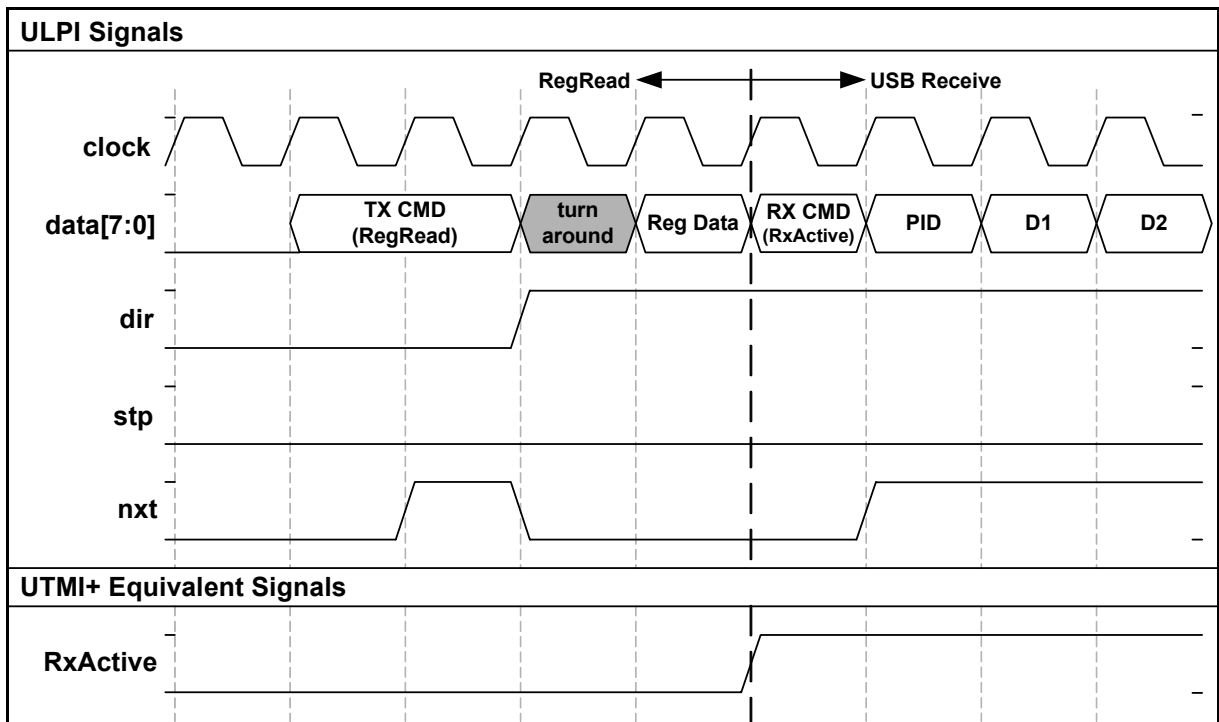 ULPI Signals
RegRead USB Receive
clock
data[7:0]
TX CMD
(RegRead)
turn
around
Reg Data
RX CMD
(RxActive)
PID
D1
D2
dir
stp
nxt
UTMI+ Equivalent Signals
RxActive